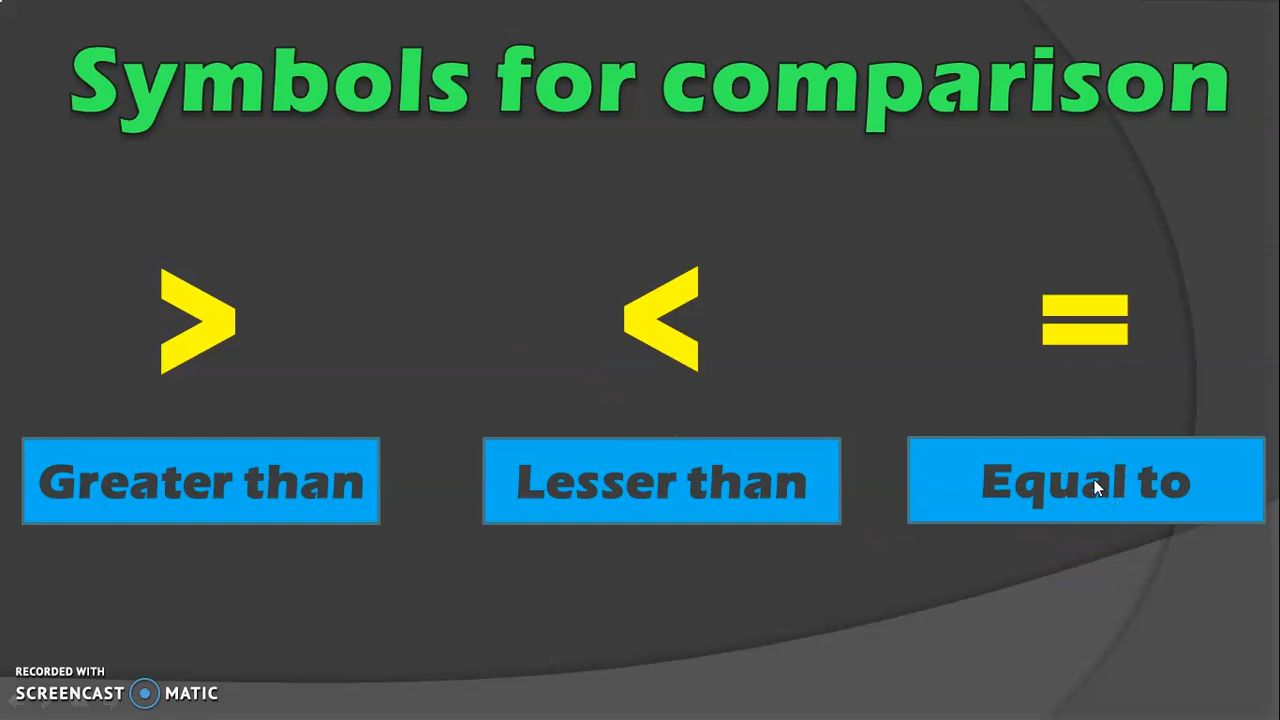 Symbols for comparison
> < =
Greater than Lesser than Equal to
RECORDED WITH
SCREENCAST MATIC